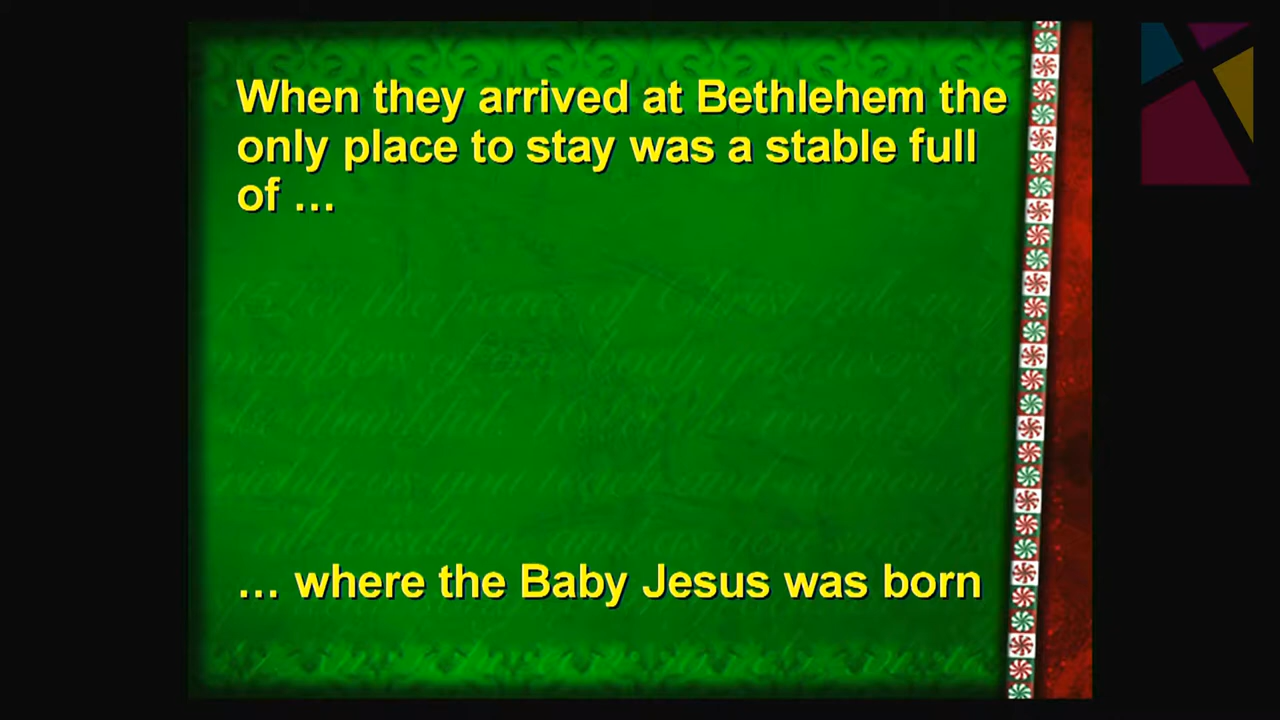 When they arrived at Bethlehem the
only place to stay was a stable full
of ...
... where the Baby Jesus was born